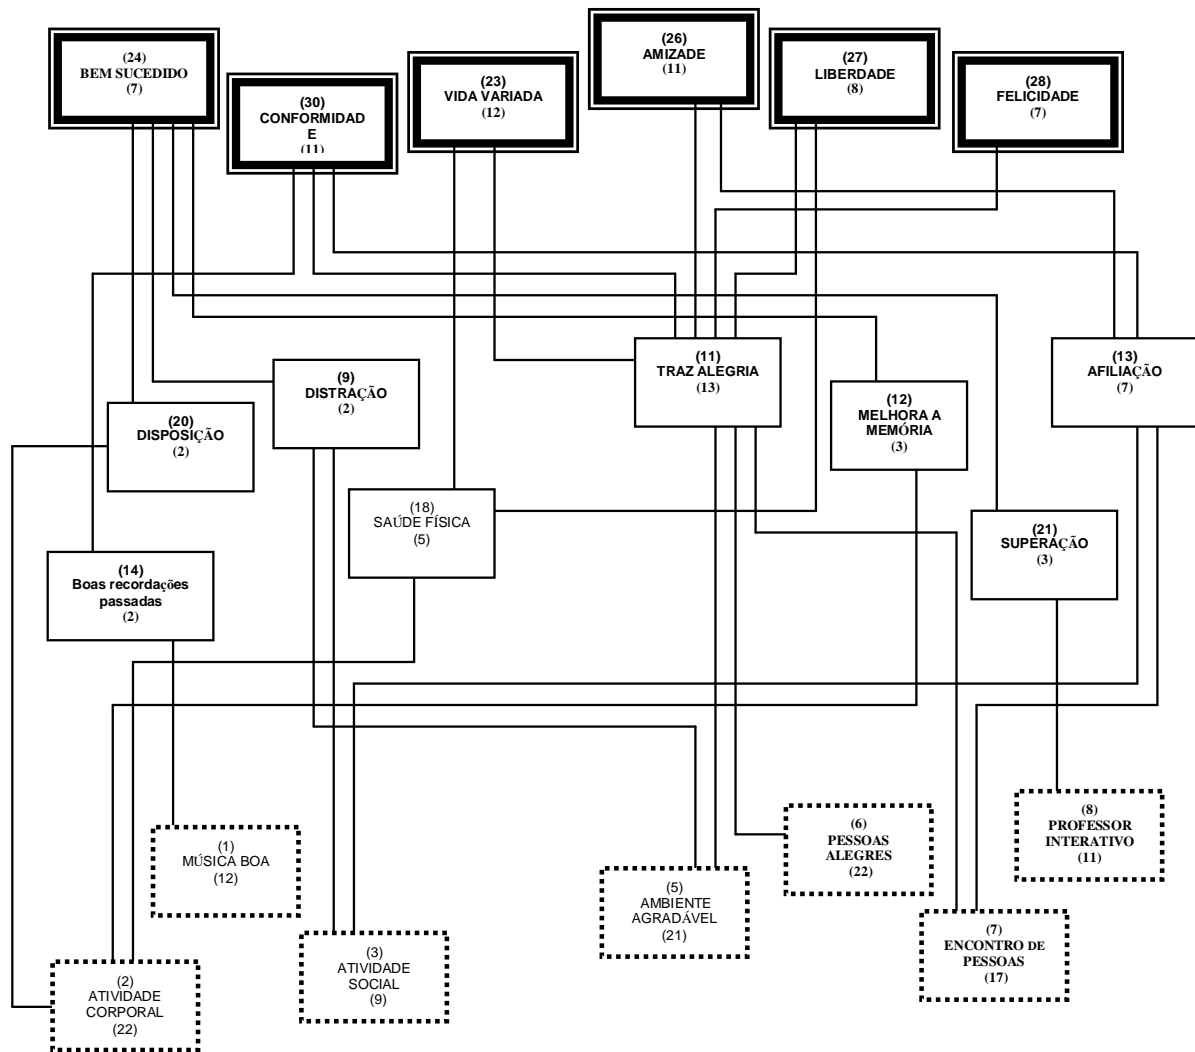 (24)
BEM SUCEDIDO
(7)
(30)
CONFORMIDAD
E
(11)
(23)
VIDA VARIADA
(12)
(26)
AMIZADE
(11)
(27)
LIBERDADE
(8)
(28)
FELICIDADE
(7)
(20)
DISPOSIÇÃO
(2)
(9)
DISTRAÇÃO
(2)
(11)
TRAZ ALEGRIA
(13)
(12)
MELHORA A
MEMÓRIA
(3)
(13)
AFILIAÇÃO
(7)
(14)
Boas recordações
passadas
(2)
(18)
SAÚDE FÍSICA
(5)
(21)
SUPERAÇÃO
(3)
(1)
MÚSICA BOA
(12)
(2)
ATIVIDADE
CORPORAL
(22)
(3)
ATIVIDADE
SOCIAL
(9)
(5)
AMBIENTE
AGRADÁVEL
(21)
(6)
PESSOAS
ALEGRES
(22)
(7)
ENCONTRO DE
PESSOAS
(17)
(8)
PROFESSOR
INTERATIVO
(11)